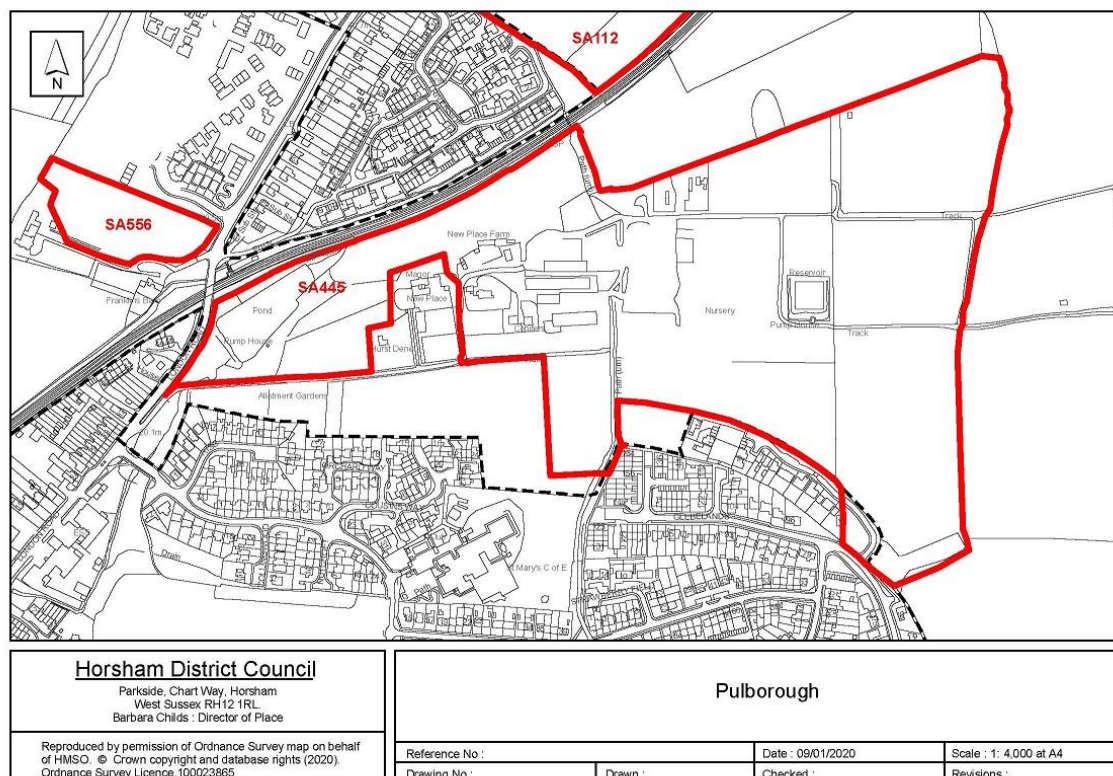 SA112
N
SA556
New Place Farm
Track
SA445
Manor
New Place
Reservoir
Pond
Nursery
Pump House
Track
Hurst Dene
Allotment Gardens
COUSINS WAY
GLEBELANDS
Drain
St Mary's C of E
Horsham District Council
Parkside, Chart Way, Horsham
West Sussex RH12 1RL.
Barbara Childs : Director of Place
Reproduced by permission of Ordnance Survey map on behalf
of HMSO. © Crown copyright and database rights (2020).
Ordnance Survey Licence.100023865
Pulborough
Reference No :
Date : 09/01/2020
Scale : 1: 4,000 at A4
Drawing No :
Drawn :
Checked :
Revisions :